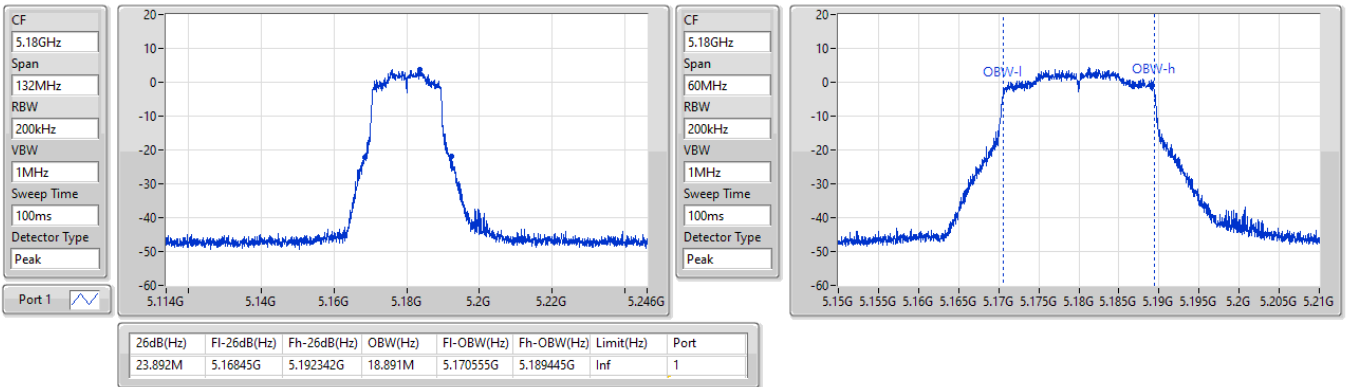 CF
5.18GHz
Span
132MHz
RBW
200kHz
VBW
1MHz
Sweep Time
100ms
Detector Type
Peak
Port 1
20
10
0
-10
-20
-30
-40
-50
-60
5.114G 5.14G 5.16G 5.18G 5.2G 5.22G 5.246G
CF
5.18GHz
Span
60MHz
RBW
200kHz
VBW
1MHz
Sweep Time
100ms
Detector Type
Peak
20
10
0
-10
-20
-30
-40
-50
-60
OBW-l OBW-h
5.15G 5.155G 5.16G 5.165G 5.17G 5.175G 5.18G 5.185G 5.19G 5.195G 5.2G 5.205G 5.21G
26dB(Hz) Fl-26dB(Hz) Fh-26dB(Hz) OBW(Hz) Fl-OBW(Hz) Fh-OBW(Hz) Limit(Hz) Port
23.892M 5.16845G 5.192342G 18.891M 5.170555G 5.189445G Inf 1